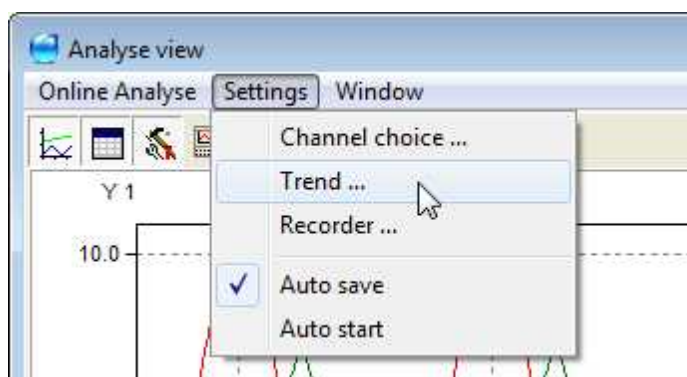 Analyse view
Online Analyse Settings Window
Channel choice ...
Trend ...
Recorder ...
Auto save
Auto start
Y 1
10.0